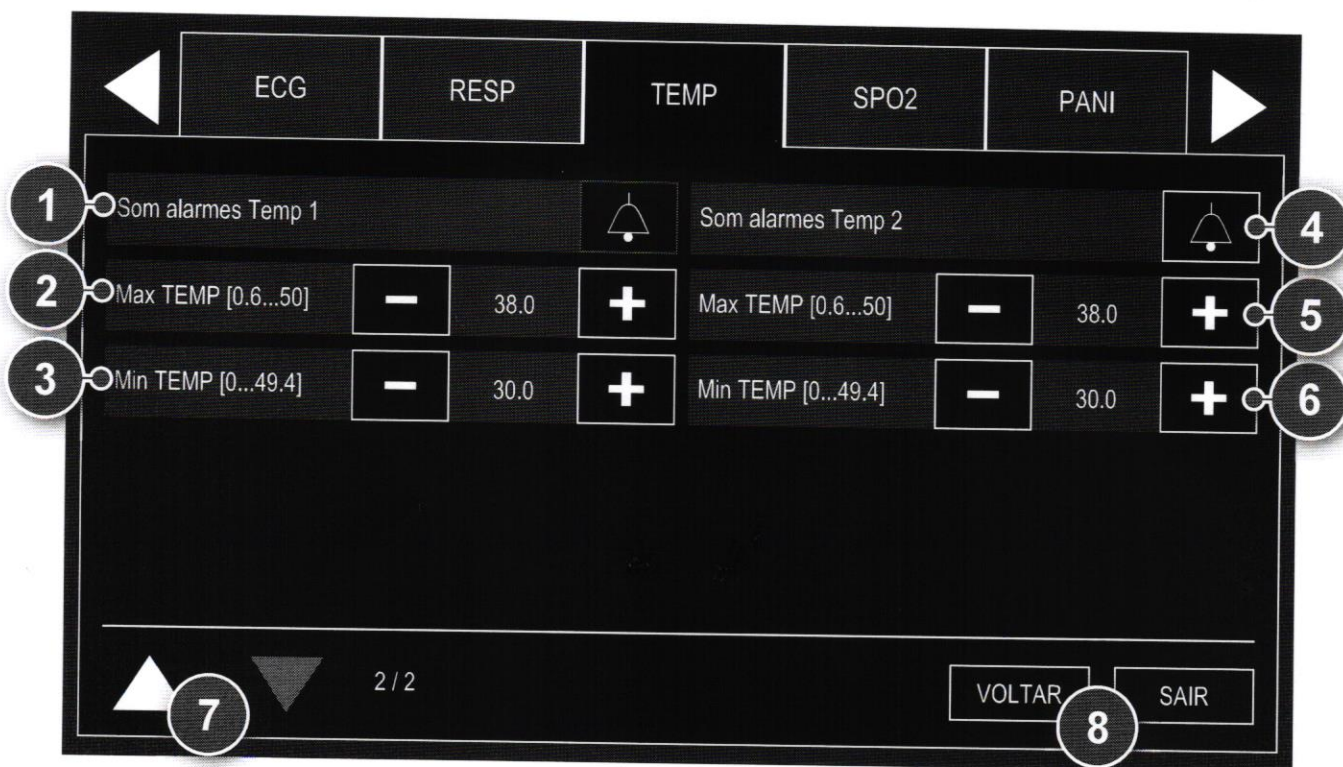 ECG RESP TEMP SPO2 PANI
1 Som alarmes Temp 1 Som alarmes Temp 2 4
2 Max TEMP [0.6...50] − 38.0 + Max TEMP [0.6...50] − 38.0 + 5
3 Min TEMP [0...49.4] − 30.0 + Min TEMP [0...49.4] − 30.0 + 6
7 2 / 2 VOLTAR 8 SAIR